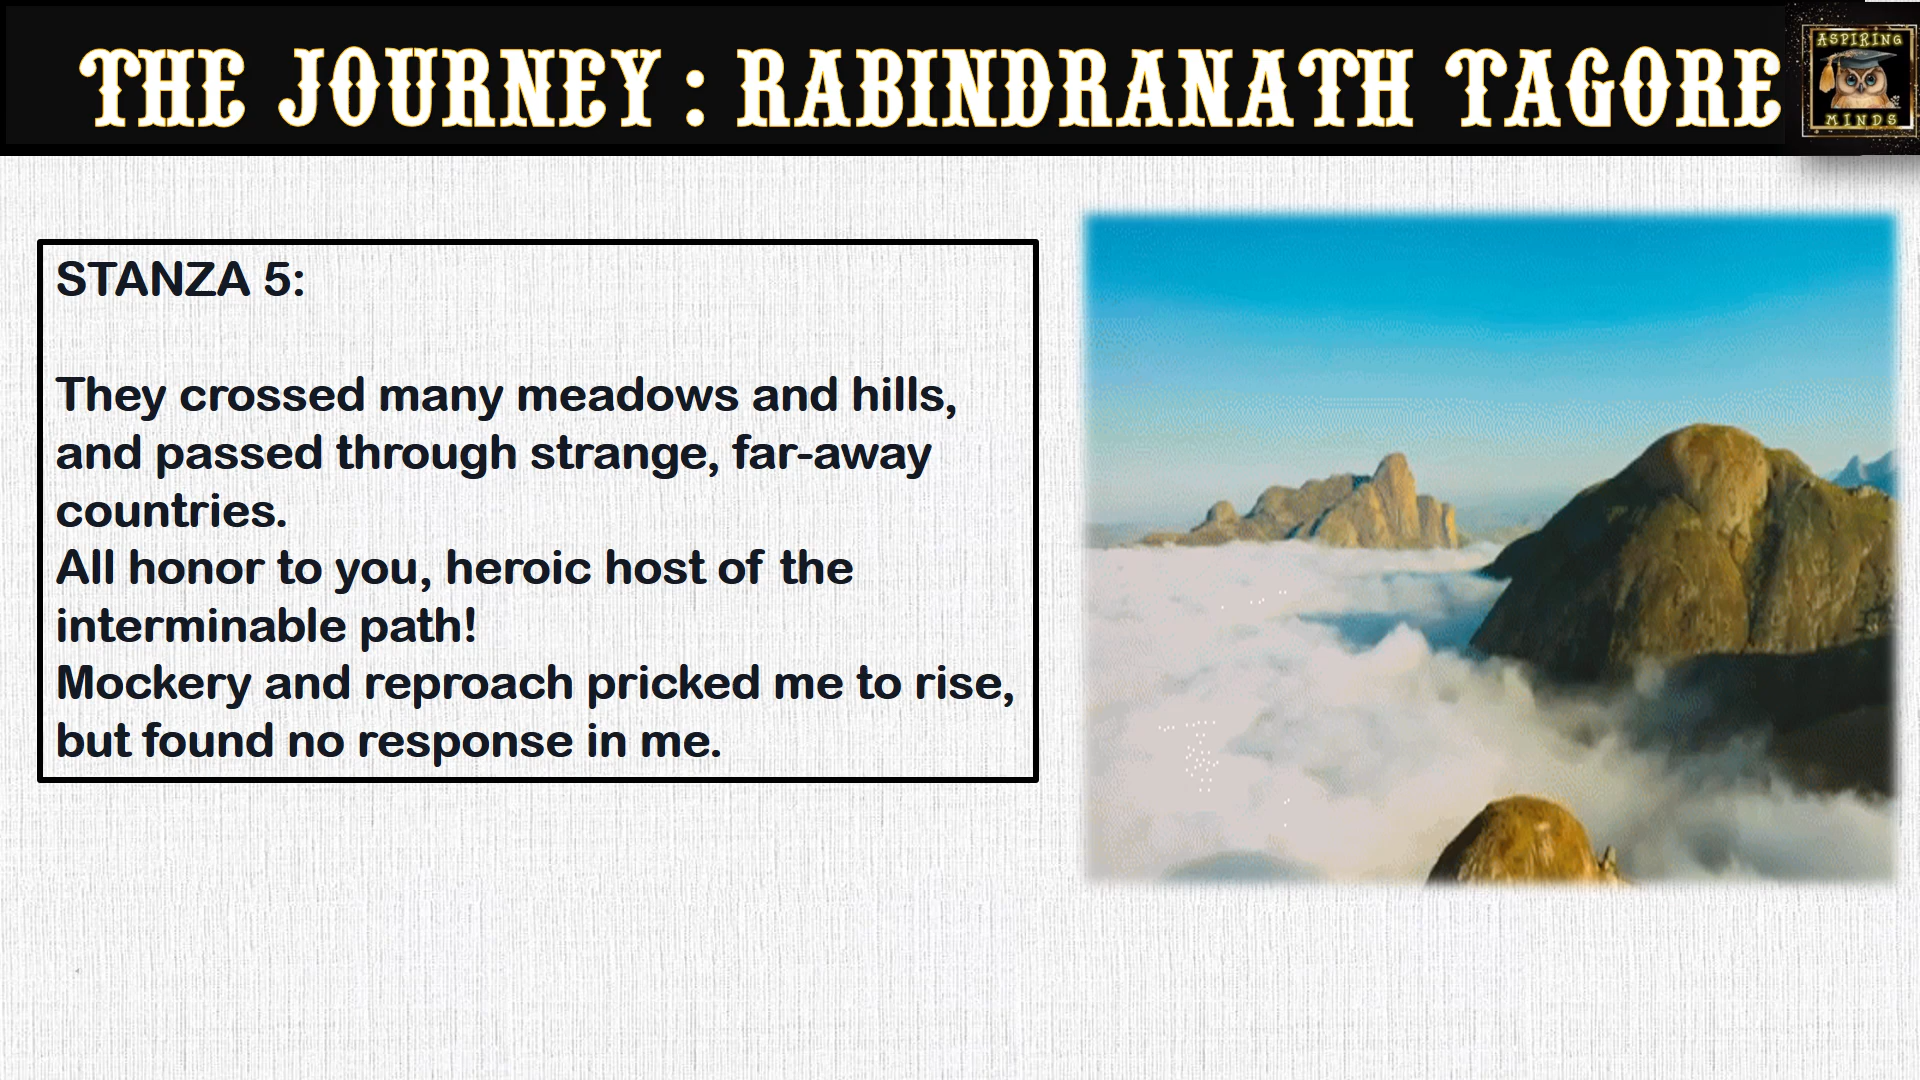 THE JOURNEY : RABINDRANATH TAGORE
ASPIRING
MINDS
STANZA 5:
They crossed many meadows and hills,
and passed through strange, far-away
countries.
All honor to you, heroic host of the
interminable path!
Mockery and reproach pricked me to rise,
but found no response in me.